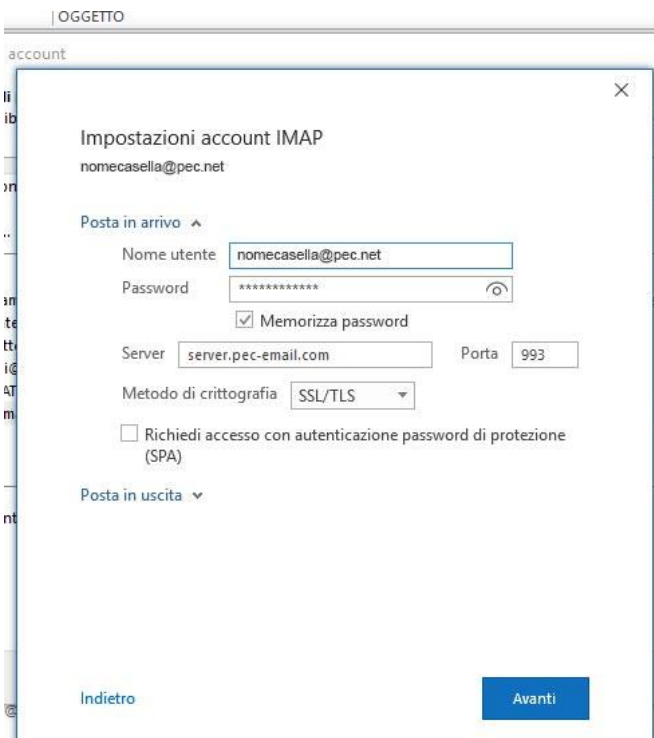 OGGETTO
account
Impostazioni account IMAP
nomecasella@pec.net
Posta in arrivo
Nome utente nomecasella@pec.net
Password ************
Memorizza password
Server server.pec-email.com Porta 993
Metodo di crittografia SSL/TLS
Richiedi accesso con autenticazione password di protezione
(SPA)
Posta in uscita
Indietro Avanti